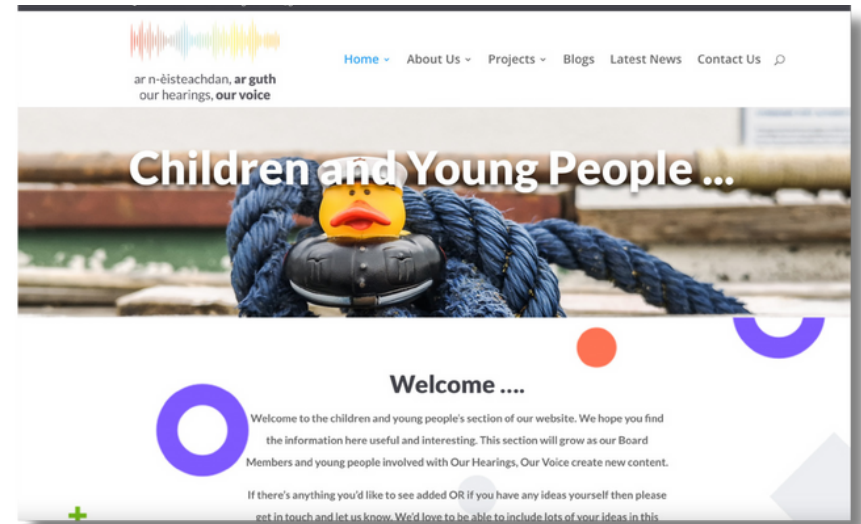 Home About Us Projects Blogs Latest News Contact Us
ar n-èisteachdan, ar guth
our hearings, our voice
Children and Young People ...
Welcome ....
Welcome to the children and young people's section of our website. We hope you find
the information here useful and interesting. This section will grow as our Board
Members and young people involved with Our Hearings, Our Voice create new content.
If there's anything you'd like to see added OR if you have any ideas yourself then please
get in touch and let us know. We'd love to be able to include lots of your ideas in this